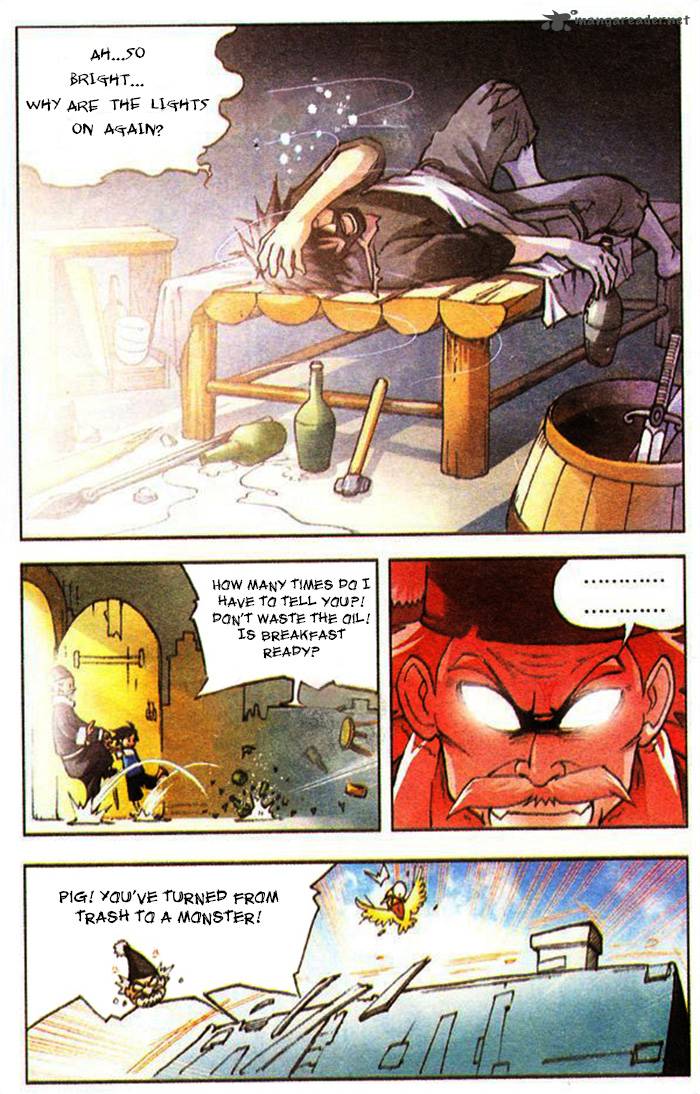 mangareader.net
AH...SO
BRIGHT...
WHY ARE THE LIGHTS
ON AGAIN?
HOW MANY TIMES DO I
HAVE TO TELL YOU?!
DON'T WASTE THE OIL!
IS BREAKFAST
READY?
............
............
PIG! YOU'VE TURNED FROM
TRASH TO A MONSTER!